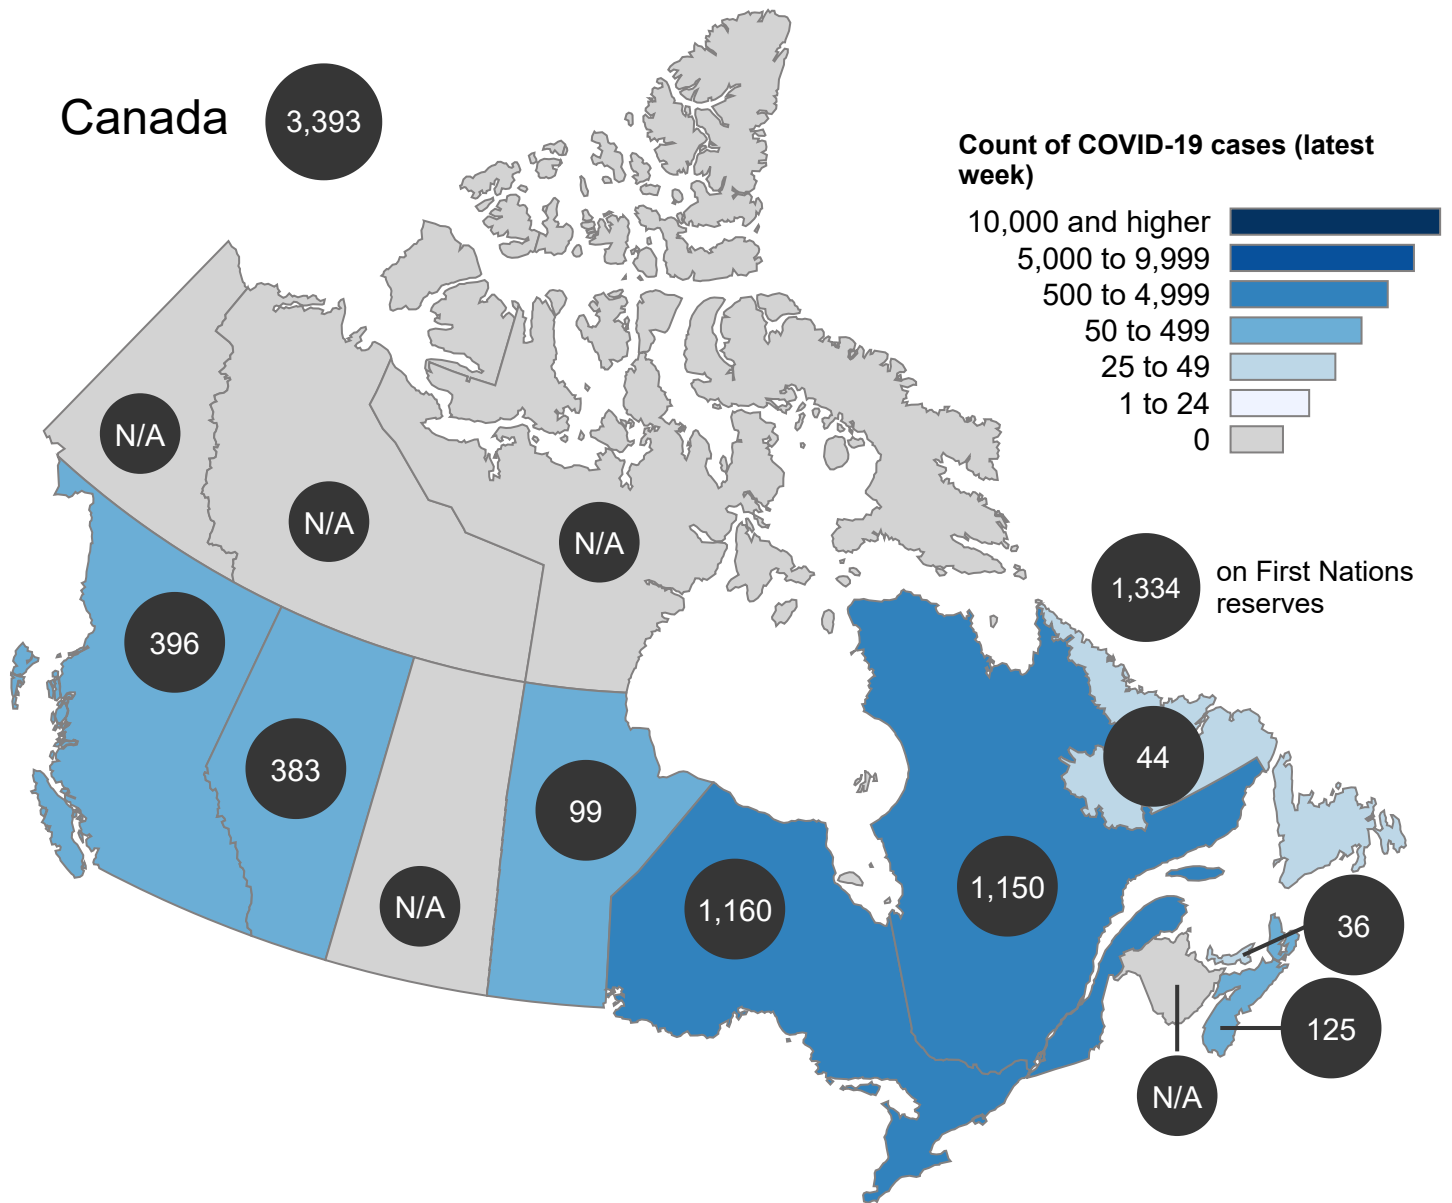 Canada
3,393
Count of COVID-19 cases (latest
week)
10,000 and higher
5,000 to 9,999
500 to 4,999
50 to 499
25 to 49
1 to 24
0
N/A
N/A
N/A
1,334
on First Nations
reserves
396
383
N/A
99
1,160
1,150
44
36
125
N/A